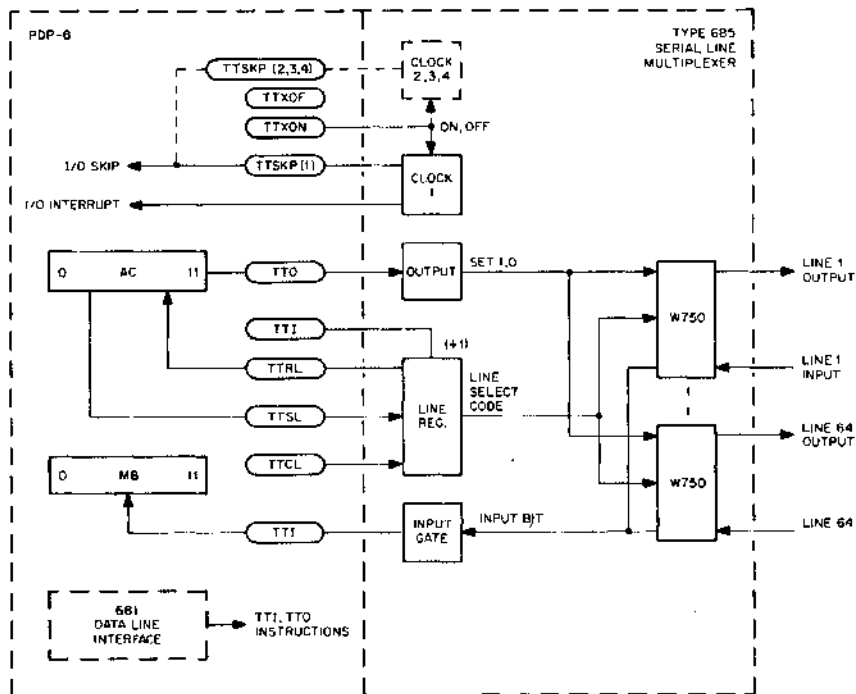 PDP-8
TYPE 685
SERIAL LINE
MULTIPLEXER
TTSKP (2,3,4)
CLOCK
2,3,4
TTXOF
TTXON
ON, OFF
I/O SKIP
TTSKP (1)
CLOCK
1
I/O INTERRUPT
0 AC 11
TTO
OUTPUT
SET 1,0
W750
LINE 1
OUTPUT
TTI
(+1)
TTRL
LINE 1
INPUT
LINE
SELECT
CODE
TTSL
LINE
REG.
LINE 64
OUTPUT
TTCL
0 MB 11
W750
TTI
INPUT
GATE
INPUT BIT
LINE 64
681
DATA LINE
INTERFACE
TTI, TTO
INSTRUCTIONS